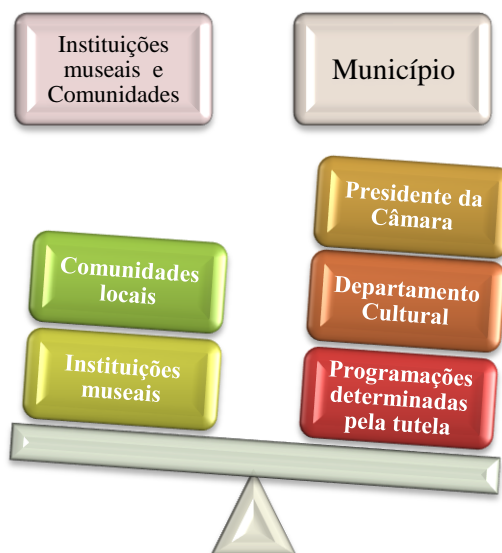 Instituições
museais e
Comunidades
Município
Presidente da
Câmara
Comunidades
locais
Departamento
Cultural
Instituições
museais
Programações
determinadas
pela tutela